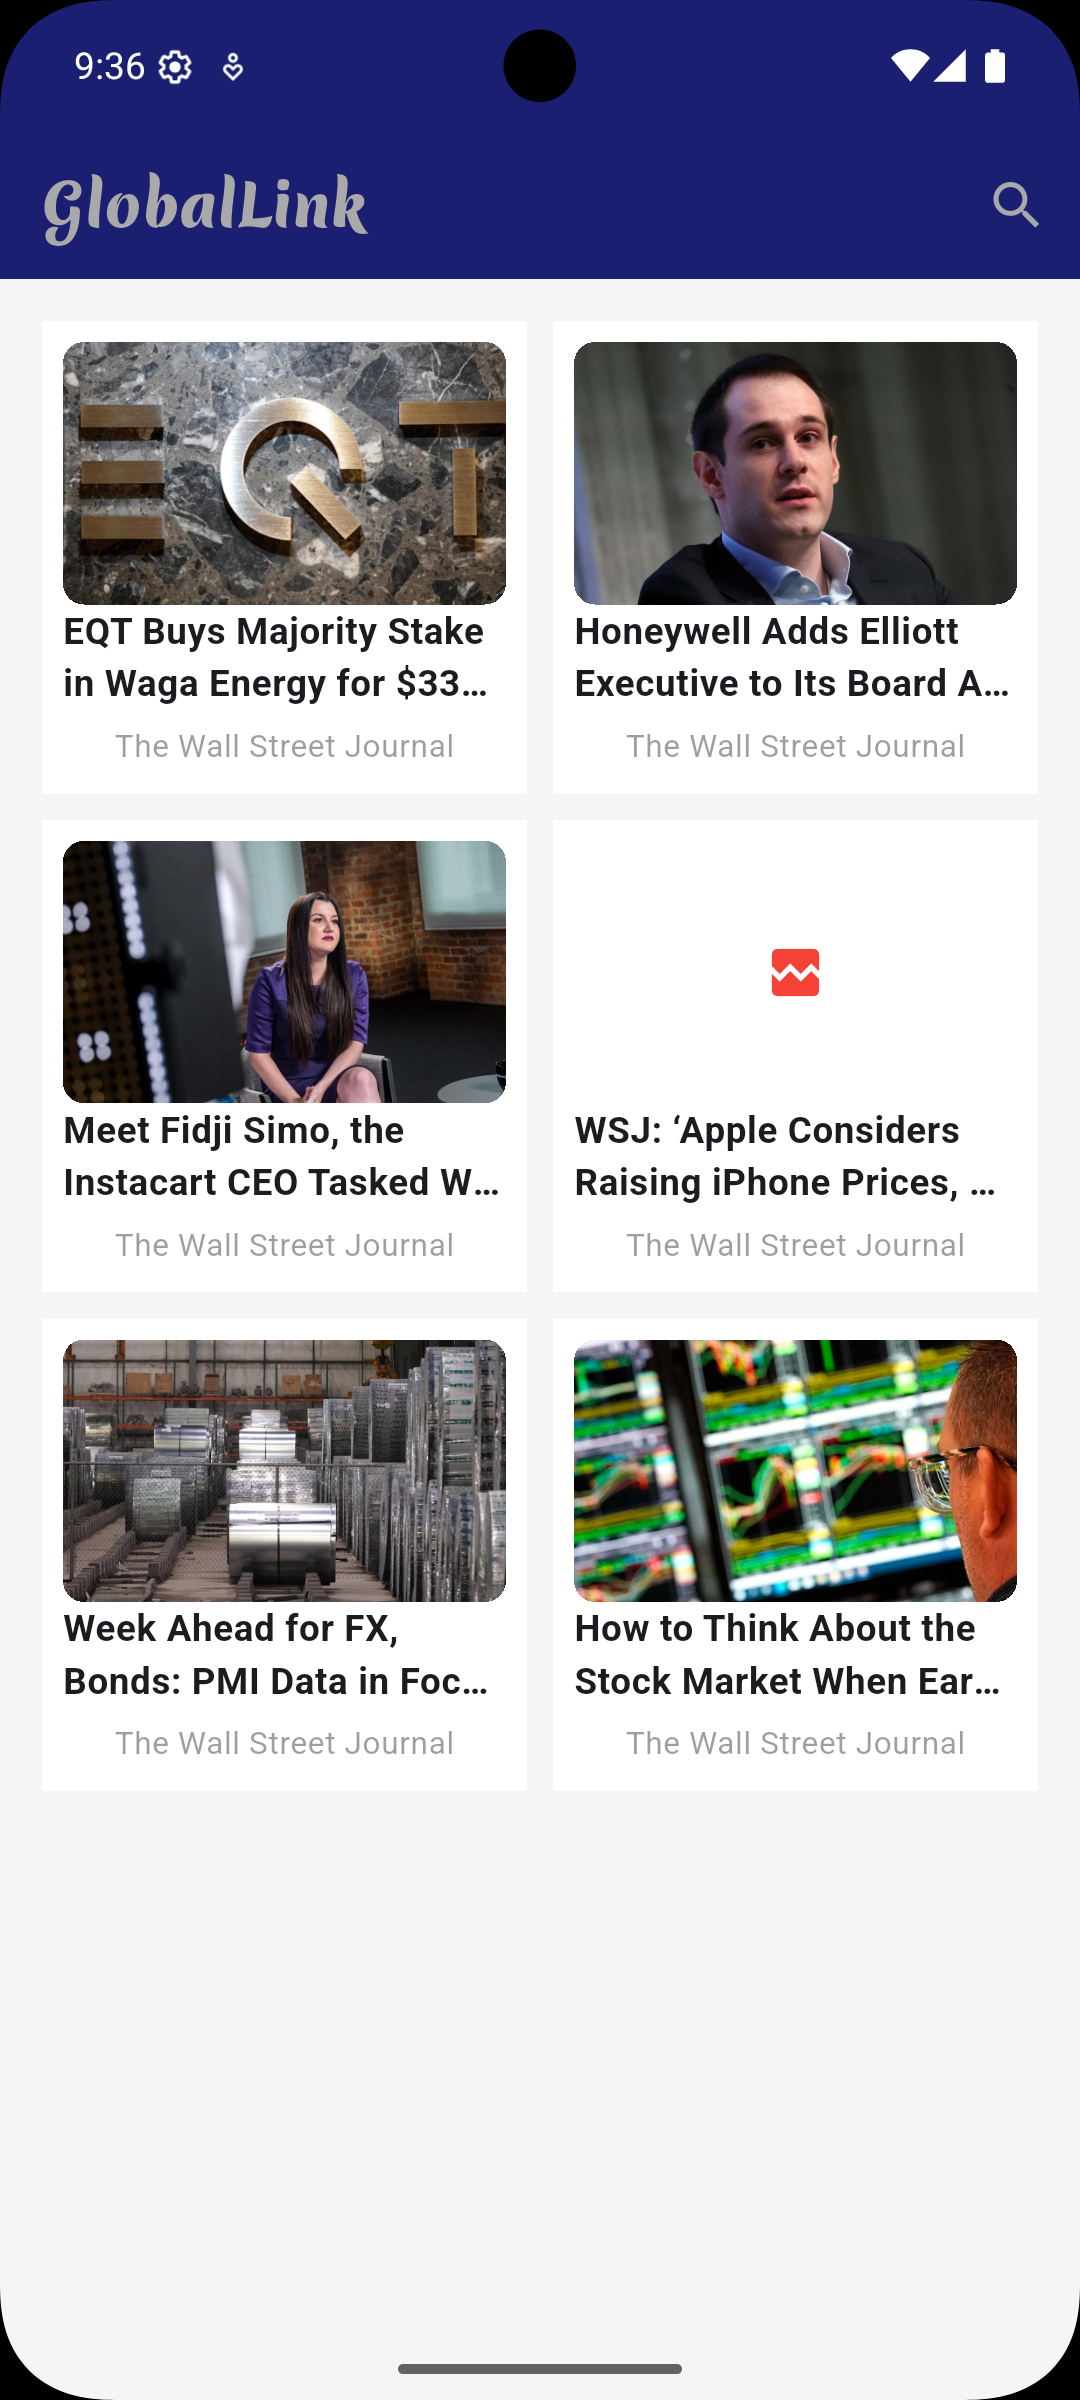 9:36
GlobalLink
EQT
EQT Buys Majority Stake
in Waga Energy for $33…
The Wall Street Journal
Honeywell Adds Elliott
Executive to Its Board A…
The Wall Street Journal
Meet Fidji Simo, the
Instacart CEO Tasked W…
The Wall Street Journal
WSJ: ‘Apple Considers
Raising iPhone Prices, …
The Wall Street Journal
Week Ahead for FX,
Bonds: PMI Data in Foc…
The Wall Street Journal
How to Think About the
Stock Market When Ear…
The Wall Street Journal